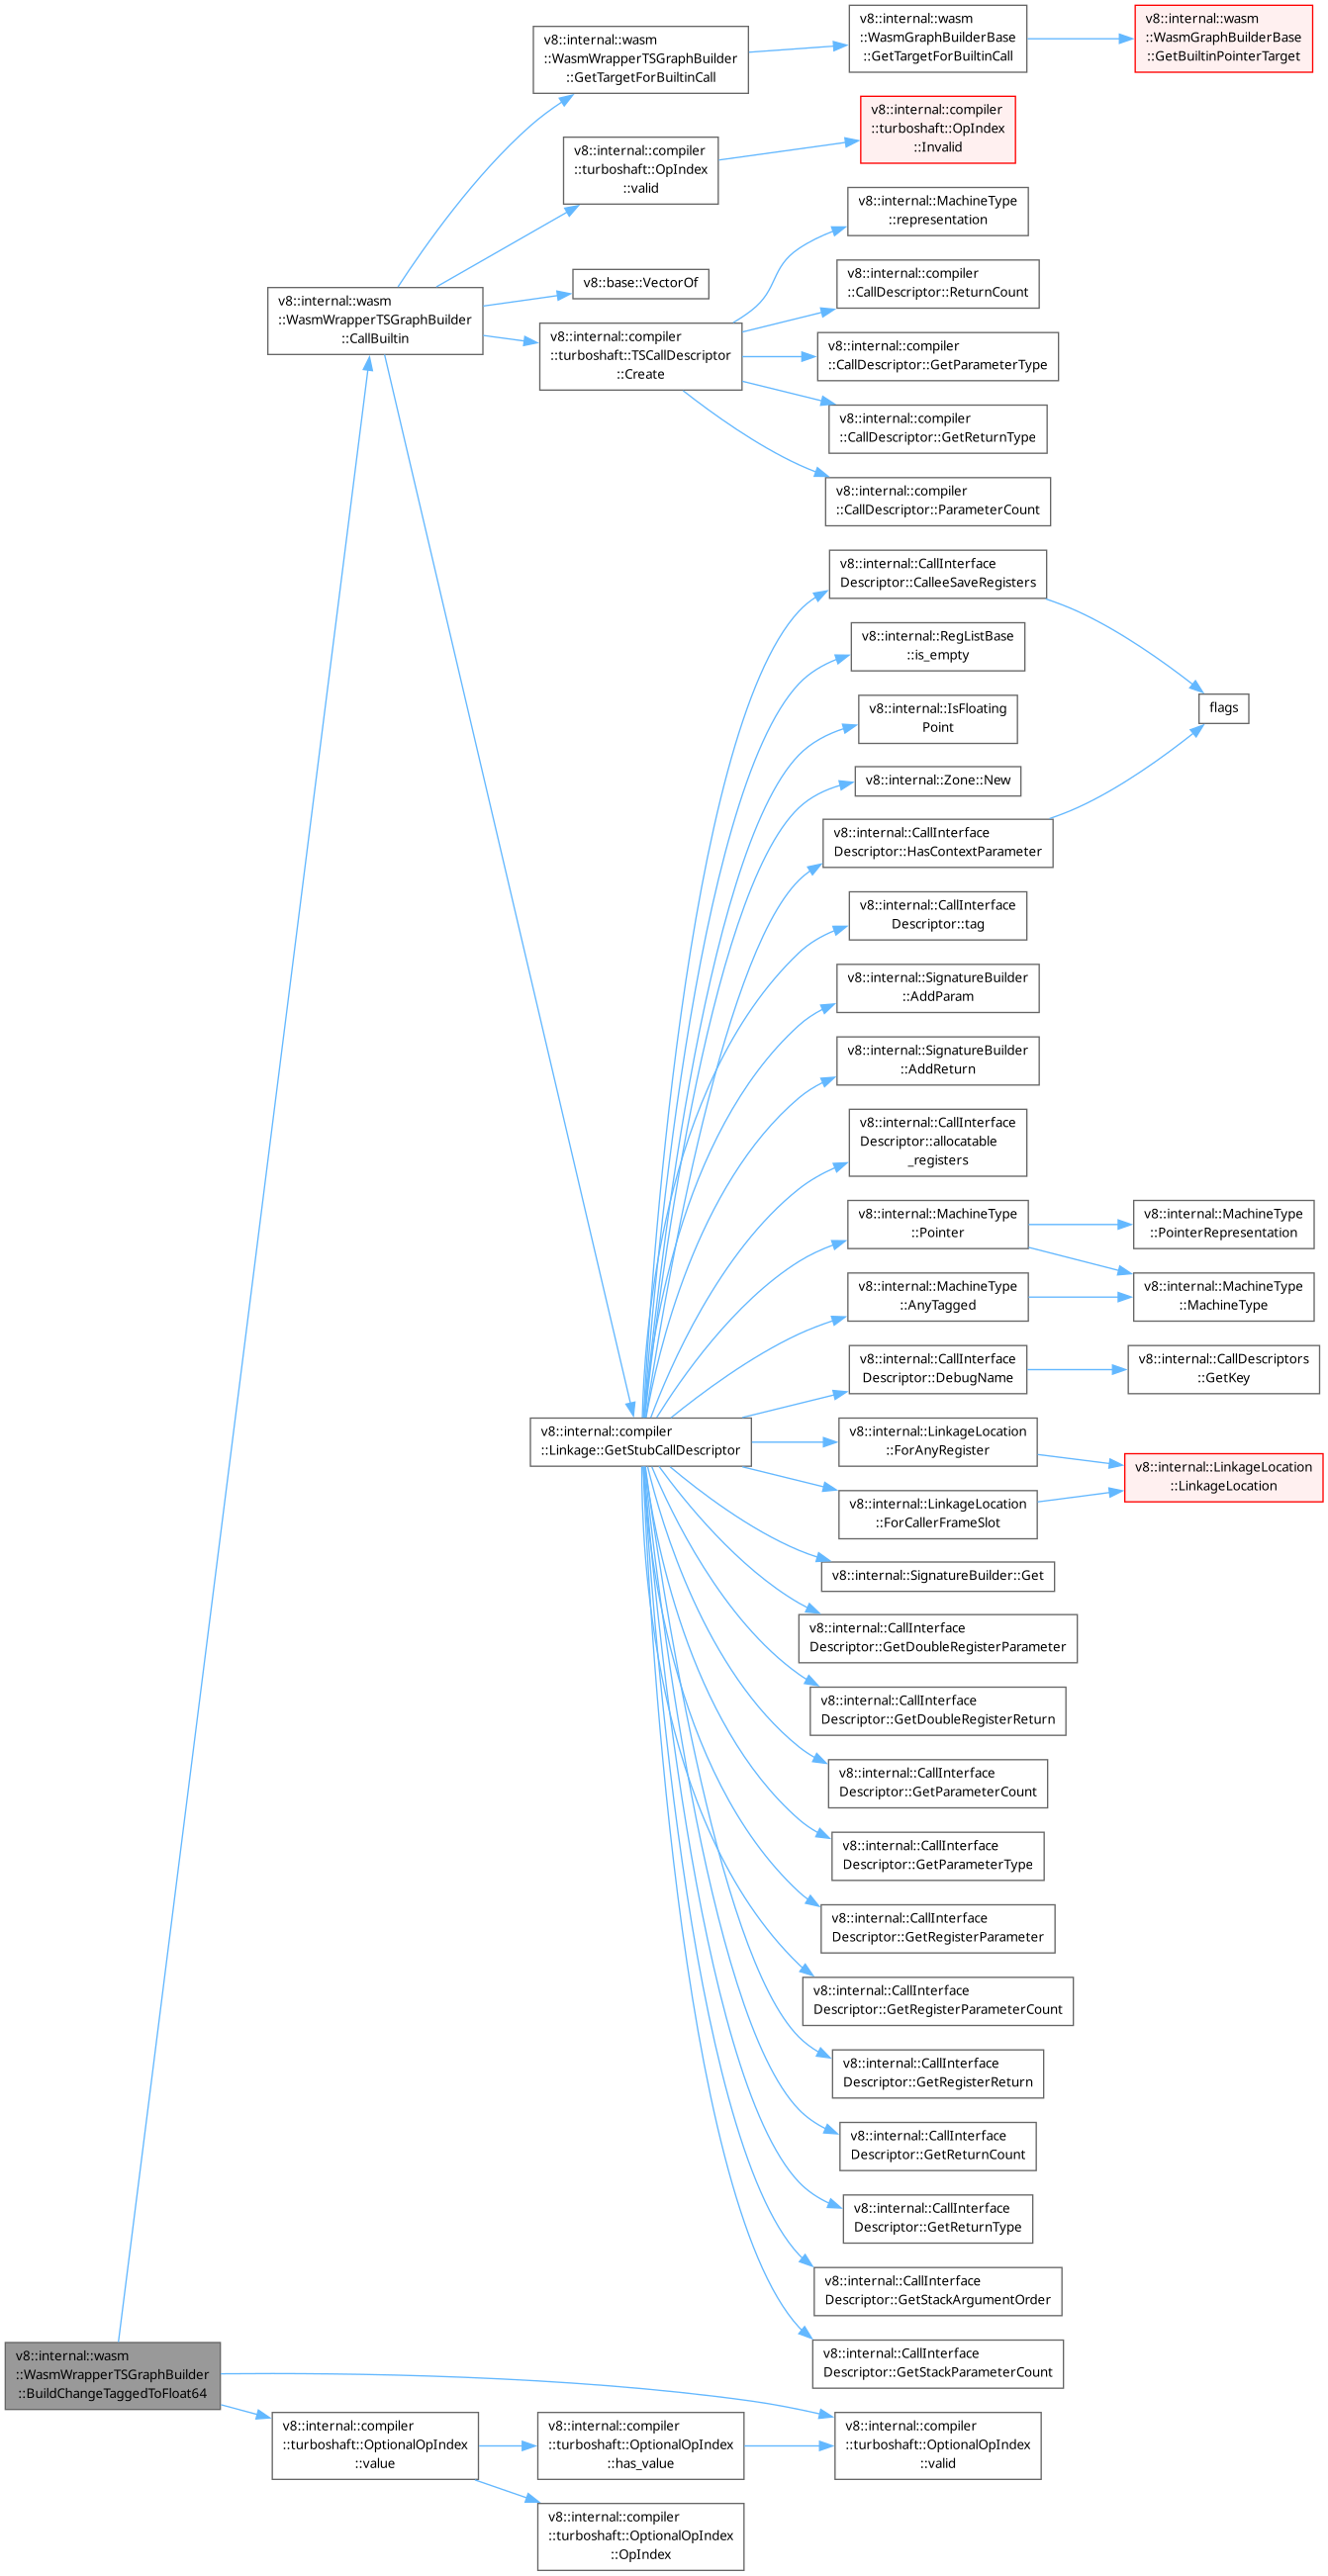 v8::internal::wasm
::WasmWrapperTSGraphBuilder
::BuildChangeTaggedToFloat64
v8::internal::wasm
::WasmWrapperTSGraphBuilder
::CallBuiltin
v8::internal::wasm
::WasmWrapperTSGraphBuilder
::GetTargetForBuiltinCall
v8::internal::wasm
::WasmGraphBuilderBase
::GetTargetForBuiltinCall
v8::internal::wasm
::WasmGraphBuilderBase
::GetBuiltinPointerTarget
v8::internal::compiler
::turboshaft::OpIndex
::valid
v8::internal::compiler
::turboshaft::OpIndex
::Invalid
v8::base::VectorOf
v8::internal::compiler
::turboshaft::TSCallDescriptor
::Create
v8::internal::MachineType
::representation
v8::internal::compiler
::CallDescriptor::ReturnCount
v8::internal::compiler
::CallDescriptor::GetParameterType
v8::internal::compiler
::CallDescriptor::GetReturnType
v8::internal::compiler
::CallDescriptor::ParameterCount
v8::internal::compiler
::Linkage::GetStubCallDescriptor
v8::internal::CallInterface
Descriptor::CalleeSaveRegisters
flags
v8::internal::RegListBase
::is_empty
v8::internal::IsFloating
Point
v8::internal::Zone::New
v8::internal::CallInterface
Descriptor::HasContextParameter
v8::internal::CallInterface
Descriptor::tag
v8::internal::SignatureBuilder
::AddParam
v8::internal::SignatureBuilder
::AddReturn
v8::internal::CallInterface
Descriptor::allocatable
_registers
v8::internal::MachineType
::Pointer
v8::internal::MachineType
::PointerRepresentation
v8::internal::MachineType
::MachineType
v8::internal::MachineType
::AnyTagged
v8::internal::CallInterface
Descriptor::DebugName
v8::internal::CallDescriptors
::GetKey
v8::internal::LinkageLocation
::ForAnyRegister
v8::internal::LinkageLocation
::LinkageLocation
v8::internal::LinkageLocation
::ForCallerFrameSlot
v8::internal::SignatureBuilder::Get
v8::internal::CallInterface
Descriptor::GetDoubleRegisterParameter
v8::internal::CallInterface
Descriptor::GetDoubleRegisterReturn
v8::internal::CallInterface
Descriptor::GetParameterCount
v8::internal::CallInterface
Descriptor::GetParameterType
v8::internal::CallInterface
Descriptor::GetRegisterParameter
v8::internal::CallInterface
Descriptor::GetRegisterParameterCount
v8::internal::CallInterface
Descriptor::GetRegisterReturn
v8::internal::CallInterface
Descriptor::GetReturnCount
v8::internal::CallInterface
Descriptor::GetReturnType
v8::internal::CallInterface
Descriptor::GetStackArgumentOrder
v8::internal::CallInterface
Descriptor::GetStackParameterCount
v8::internal::compiler
::turboshaft::OptionalOpIndex
::value
v8::internal::compiler
::turboshaft::OptionalOpIndex
::has_value
v8::internal::compiler
::turboshaft::OptionalOpIndex
::valid
v8::internal::compiler
::turboshaft::OptionalOpIndex
::OpIndex